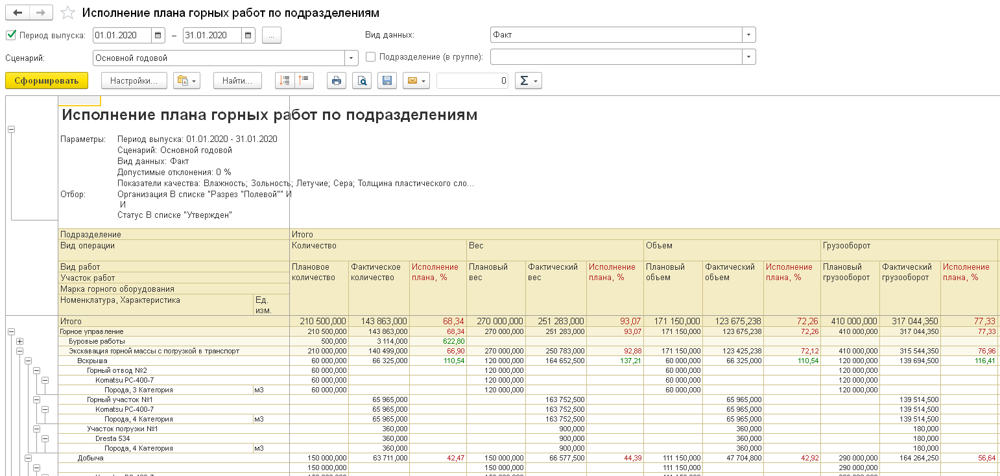 Исполнение плана горных работ по подразделениям
Период выпуска: 01.01.2020 – 31.01.2020 ... Вид данных: Факт
Сценарий: Основной годовой Подразделение (в группе):
Сформировать Настройки... Найти... 0 Σ
Исполнение плана горных работ по подразделениям
Параметры: Период выпуска: 01.01.2020 - 31.01.2020
Сценарий: Основной годовой
Вид данных: Факт
Допустимые отклонения: 0 %
Показатели качества: Влажность; Зольность; Летучие; Сера; Толщина пластического сло...
Отбор: Организация В списке "Разрез "Полевой"" И
И
Статус В списке "Утвержден"
Подразделение Итого
Вид операции Количество Вес Объем Грузооборот
Вид работ Плановое Фактическое Исполнение Плановый Фактический Исполнение Плановый Фактический Исполнение Плановый Фактический Исполнение
Участок работ количество количество плана, % вес вес плана, % объем объем плана, % грузооборот грузооборот плана, %
Марка горного оборудования
Номенклатура, Характеристика Ед.
изм.
Итого 210 500,000 143 863,000 68,34 270 000,000 251 283,000 93,07 171 150,000 123 675,238 72,26 410 000,000 317 044,350 77,33
Горное управление 210 500,000 143 863,000 68,34 270 000,000 251 283,000 93,07 171 150,000 123 675,238 72,26 410 000,000 317 044,350 77,33
Буровые работы 500,000 3 114,000 622,80
Экскавация горной массы с погрузкой в транспорт 210 000,000 140 499,000 66,90 270 000,000 250 783,000 92,88 171 150,000 123 425,238 72,12 410 000,000 315 544,350 76,96
Вскрыша 60 000,000 66 325,000 110,54 120 000,000 164 652,500 137,21 60 000,000 66 325,000 110,54 120 000,000 139 694,500 116,41
Горный отвод №2 60 000,000 120 000,000 60 000,000 120 000,000
Komatsu PC-400-7 60 000,000 120 000,000 60 000,000 120 000,000
Порода, 3 Категория м3 60 000,000 120 000,000 60 000,000 120 000,000
Горный участок №1 65 965,000 163 752,500 65 965,000 139 514,500
Komatsu PC-400-7 65 965,000 163 752,500 65 965,000 139 514,500
Порода, 4 Категория м3 65 965,000 163 752,500 65 965,000 139 514,500
Участок погрузки №1 360,000 900,000 360,000 180,000
Dresta 534 360,000 900,000 360,000 180,000
Порода, 4 Категория м3 360,000 900,000 360,000 180,000
Добыча 150 000,000 63 711,000 42,47 150 000,000 66 577,500 44,39 111 150,000 47 704,800 42,92 290 000,000 164 264,250 56,64
150 000,000 150 000,000 111 150,000 290 000,000